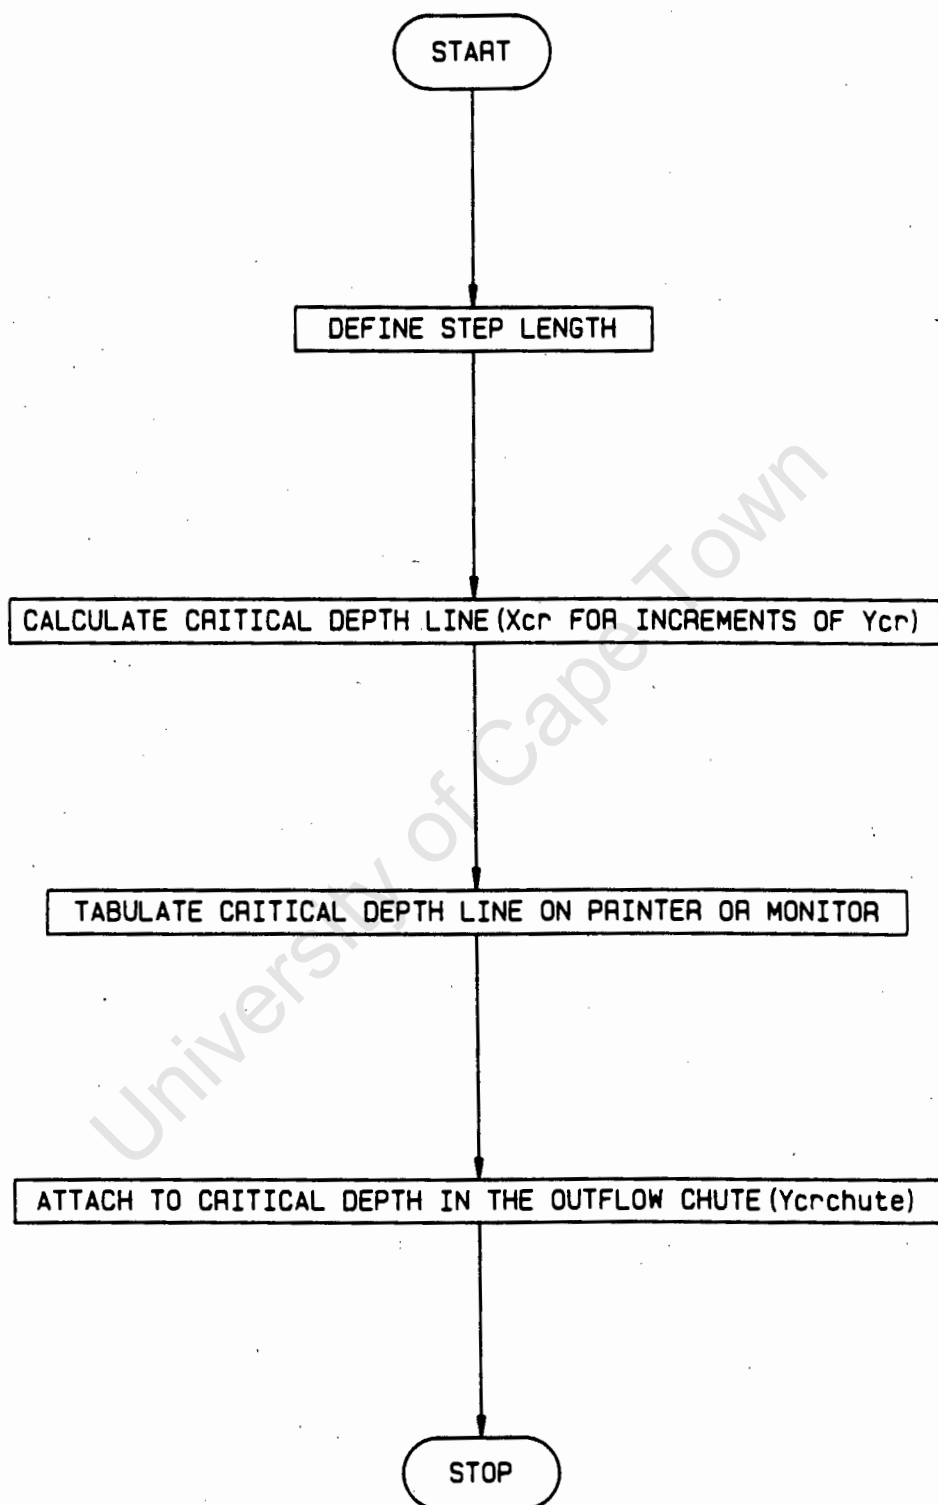 START
DEFINE STEP LENGTH
CALCULATE CRITICAL DEPTH LINE (Xcr FOR INCREMENTS OF Ycr)
TABULATE CRITICAL DEPTH LINE ON PRINTER OR MONITOR
ATTACH TO CRITICAL DEPTH IN THE OUTFLOW CHUTE (Ycrchute)
STOP
University of Cape Town